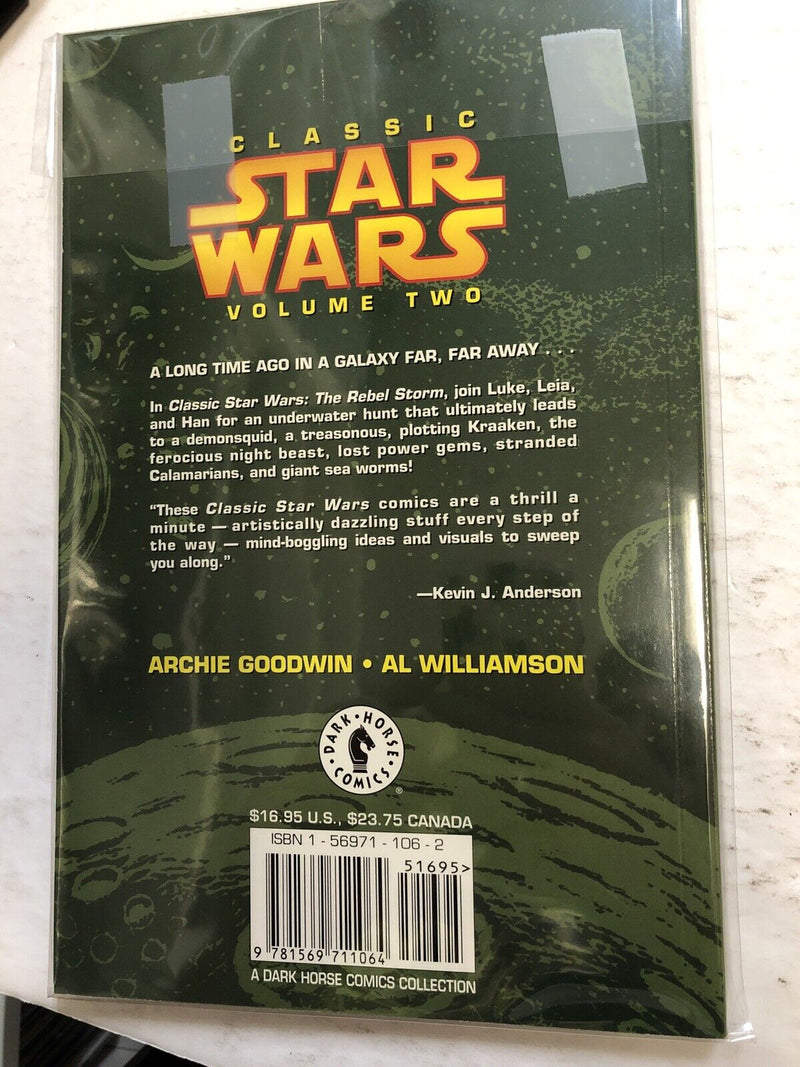 CLASSIC
STAR
WARS
VOLUME TWO
A LONG TIME AGO IN A GALAXY FAR, FAR AWAY . . .
In Classic Star Wars: The Rebel Storm, join Luke, Leia,
and Han for an underwater hunt that ultimately leads
to a demonsquid, a treasonous, plotting Kraaken, the
ferocious night beast, lost power gems, stranded
Calamarians, and giant sea worms!
“These Classic Star Wars comics are a thrill a
minute — artistically dazzling stuff every step of
the way — mind-boggling ideas and visuals to sweep
you along.”
—Kevin J. Anderson
ARCHIE GOODWIN • AL WILLIAMSON
DARK • HORSE • COMICS •
®
$16.95 U.S., $23.75 CANADA
ISBN 1 - 56971 - 106 - 2
51695>
9 781569 711064
A DARK HORSE COMICS COLLECTION